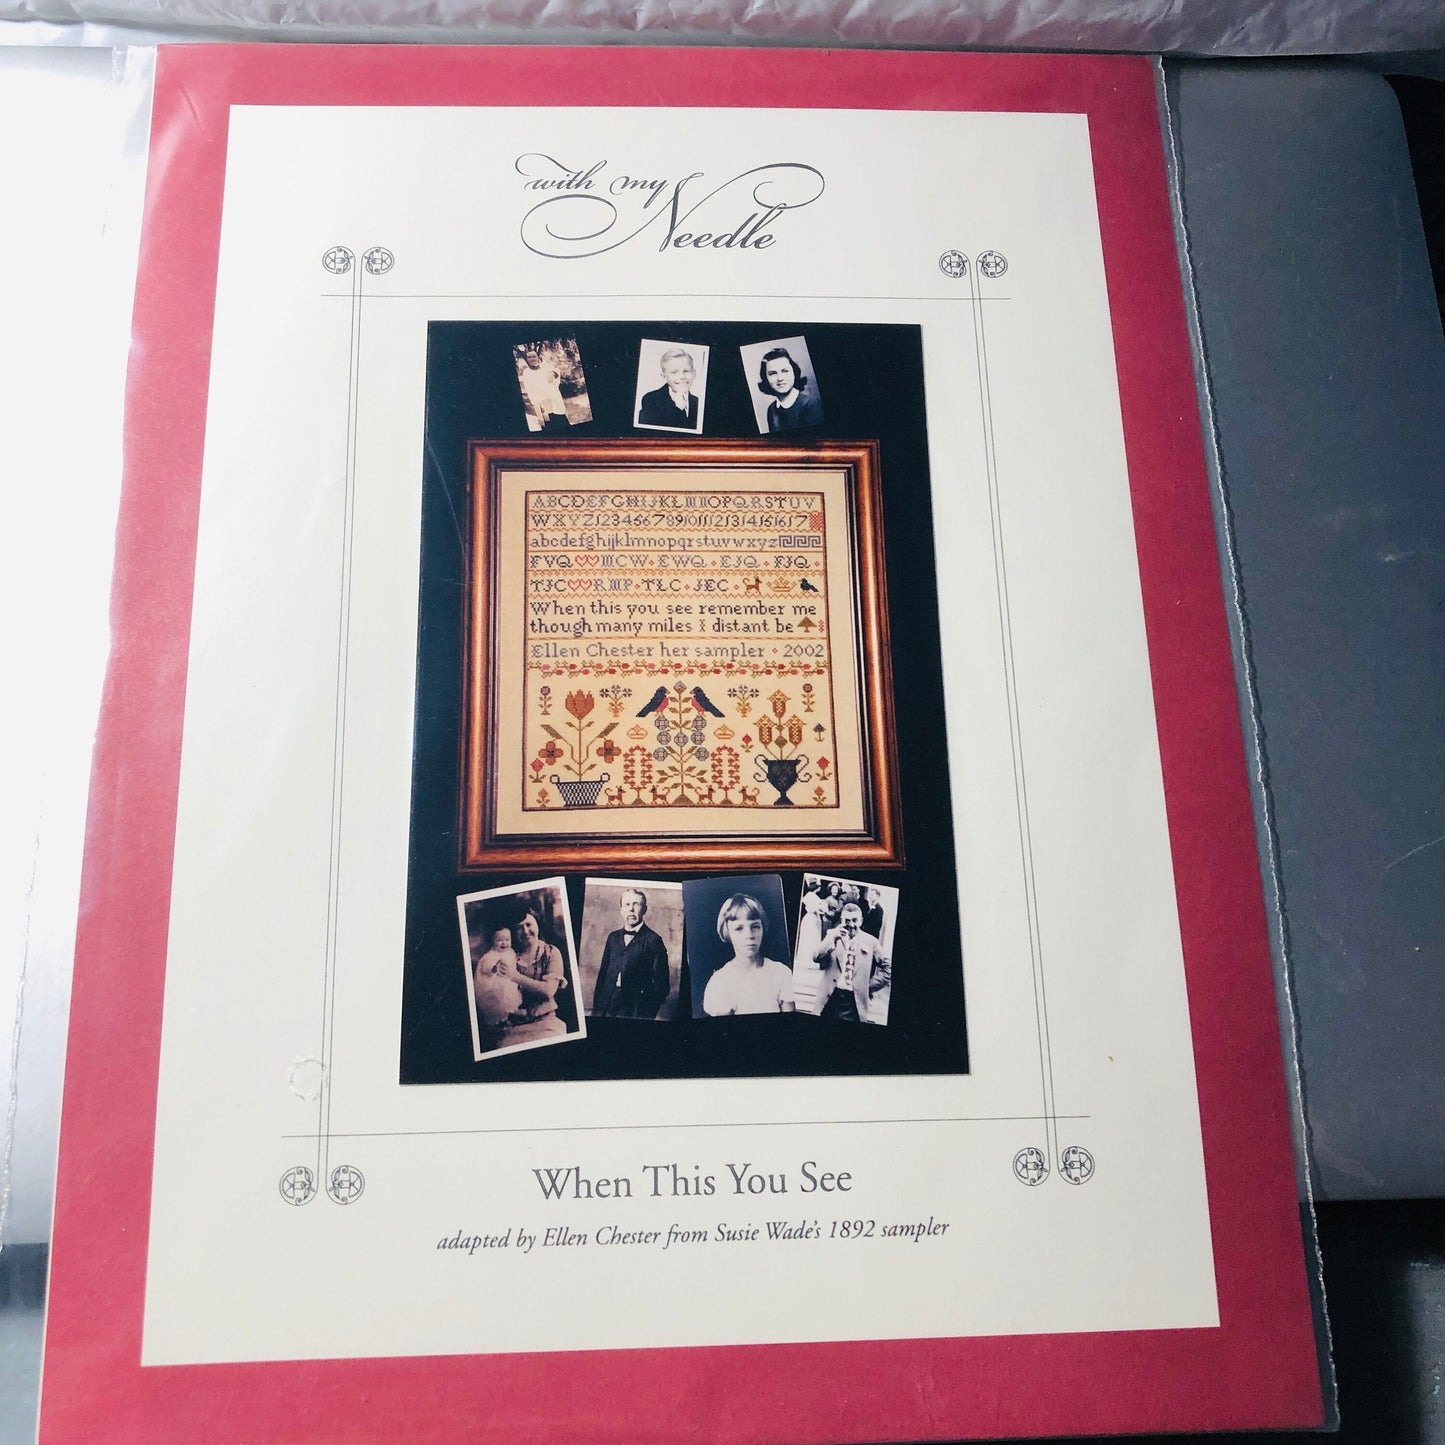 with my
Needle
ABCDEFGHIJKLMNOPQRSTUV
WXYZ1234567891011121314151617
abcdefghijklmnopqrstuvwxyz
FVQ MCW EWQ EJQ FJQ
TJC RMP TLC JEC
When this you see remember me
though many miles distant be
Ellen Chester her sampler 2002
When This You See
adapted by Ellen Chester from Susie Wade's 1892 sampler